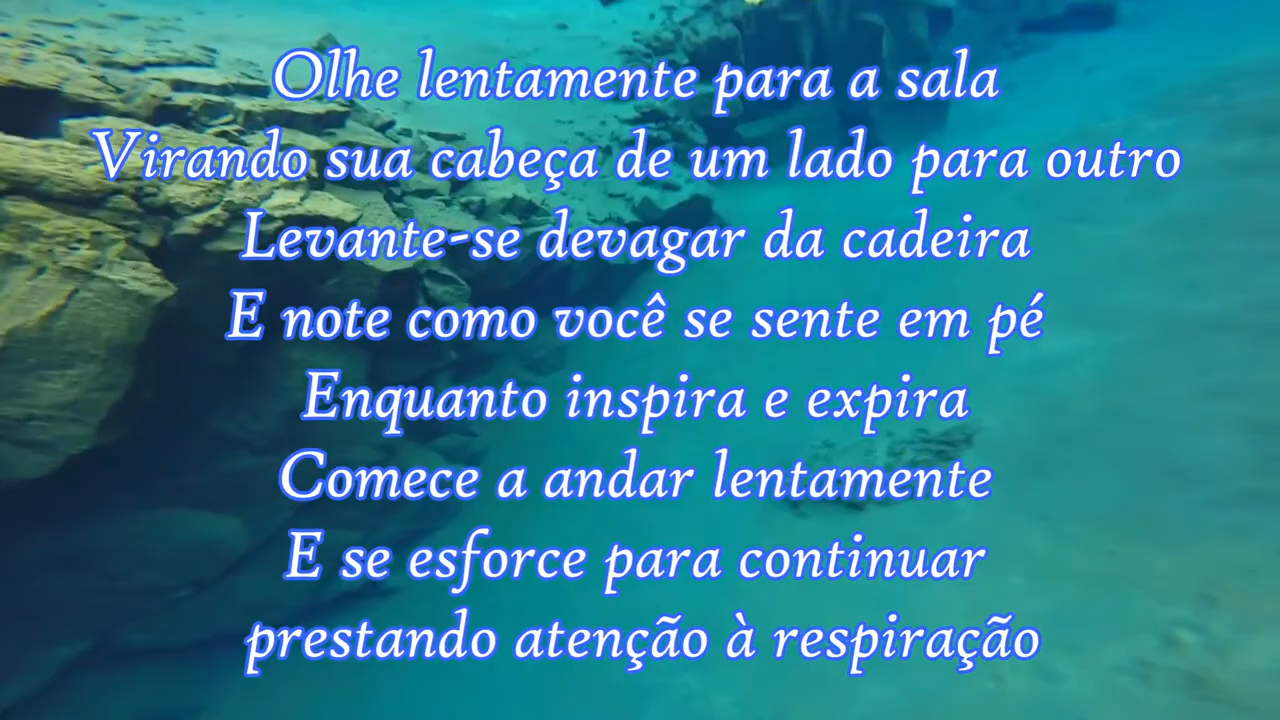 Olhe lentamente para a sala
Virando sua cabeça de um lado para outro
Levante-se devagar da cadeira
E note como você se sente em pé
Enquanto inspira e expira
Comece a andar lentamente
E se esforce para continuar
prestando atenção à respiração